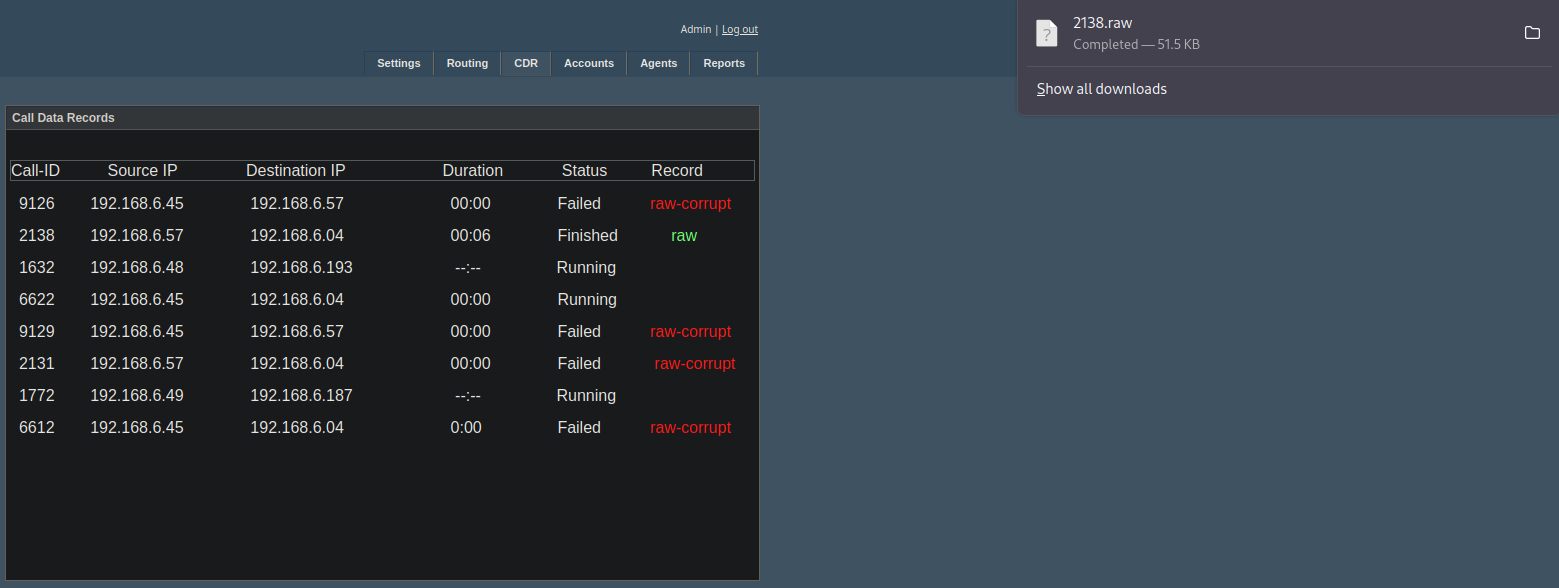 Admin | Log out
Settings Routing CDR Accounts Agents Reports
2138.raw
Completed — 51.5 KB
Show all downloads
Call Data Records
Call-ID Source IP Destination IP Duration Status Record
9126 192.168.6.45 192.168.6.57 00:00 Failed raw-corrupt
2138 192.168.6.57 192.168.6.04 00:06 Finished raw
1632 192.168.6.48 192.168.6.193 --:-- Running
6622 192.168.6.45 192.168.6.04 00:00 Running
9129 192.168.6.45 192.168.6.57 00:00 Failed raw-corrupt
2131 192.168.6.57 192.168.6.04 00:00 Failed raw-corrupt
1772 192.168.6.49 192.168.6.187 --:-- Running
6612 192.168.6.45 192.168.6.04 0:00 Failed raw-corrupt